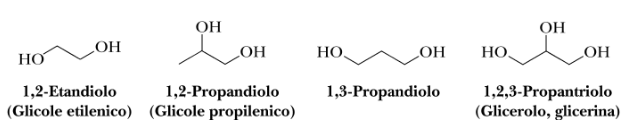 HO OH
1,2-Etandiolo
(Glicole etilenico)
OH
OH
1,2-Propandiolo
(Glicole propilenico)
HO OH
1,3-Propandiolo
OH
HO OH
1,2,3-Propantriolo
(Glicerolo, glicerina)